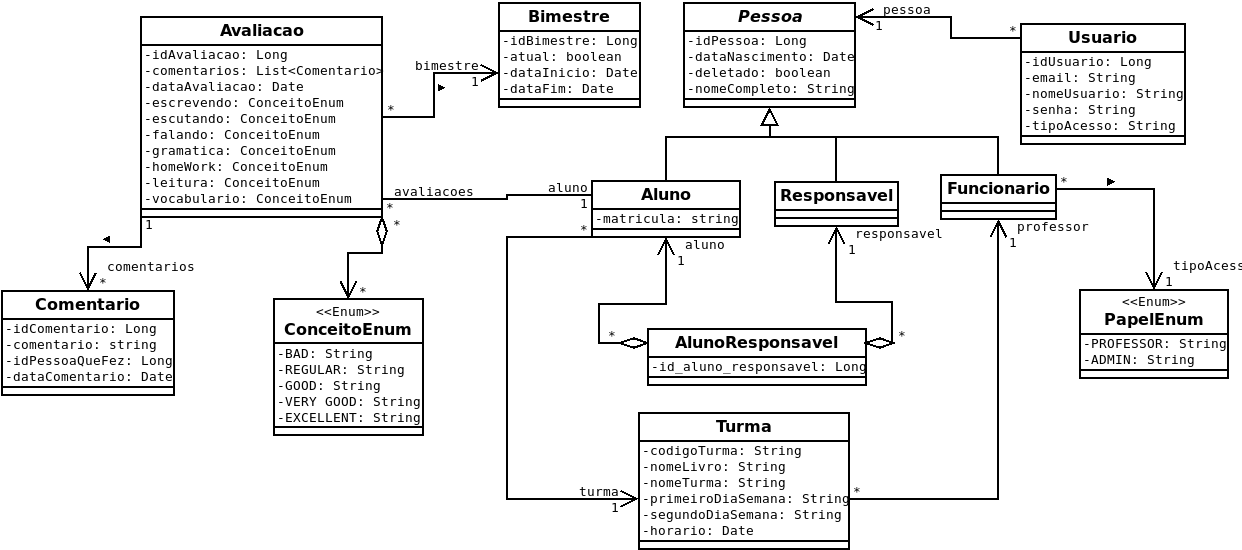 Avaliacao
-idAvaliacao: Long
-comentarios: List<Comentario>
-dataAvaliacao: Date
-escrevendo: ConceitoEnum
-escutando: ConceitoEnum
-falando: ConceitoEnum
-gramatica: ConceitoEnum
-homeWork: ConceitoEnum
-leitura: ConceitoEnum
-vocabulario: ConceitoEnum
bimestre
1
*
Bimestre
-idBimestre: Long
-atual: boolean
-dataInicio: Date
-dataFim: Date
Pessoa
-idPessoa: Long
-dataNascimento: Date
-deletado: boolean
-nomeCompleto: String
pessoa
1
*
Usuario
-idUsuario: Long
-email: String
-nomeUsuario: String
-senha: String
-tipoAcesso: String
avaliacoes
*
aluno
1
Aluno
-matricula: string
*
Responsavel
Funcionario
*
1
comentarios
*
*
*
aluno
1
responsavel
1
professor
1
tipoAcess
1
Comentario
-idComentario: Long
-comentario: string
-idPessoaQueFez: Long
-dataComentario: Date
<<Enum>>
ConceitoEnum
-BAD: String
-REGULAR: String
-GOOD: String
-VERY GOOD: String
-EXCELLENT: String
*
AlunoResponsavel
-id_aluno_responsavel: Long
*
<<Enum>>
PapelEnum
-PROFESSOR: String
-ADMIN: String
turma
1
Turma
-codigoTurma: String
-nomeLivro: String
-nomeTurma: String
-primeiroDiaSemana: String
-segundoDiaSemana: String
-horario: Date
*